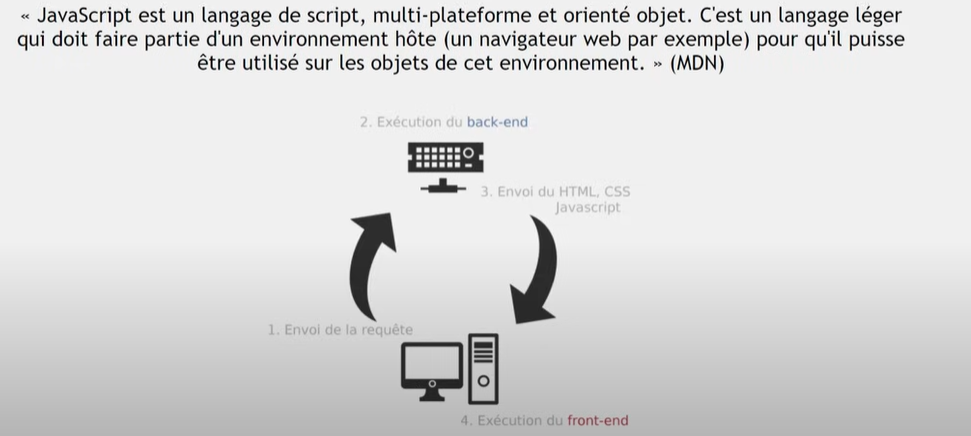 « JavaScript est un langage de script, multi-plateforme et orienté objet. C'est un langage léger
qui doit faire partie d'un environnement hôte (un navigateur web par exemple) pour qu'il puisse
être utilisé sur les objets de cet environnement. » (MDN)
2. Exécution du back-end
3. Envoi du HTML, CSS
Javascript
1. Envoi de la requête
4. Exécution du front-end